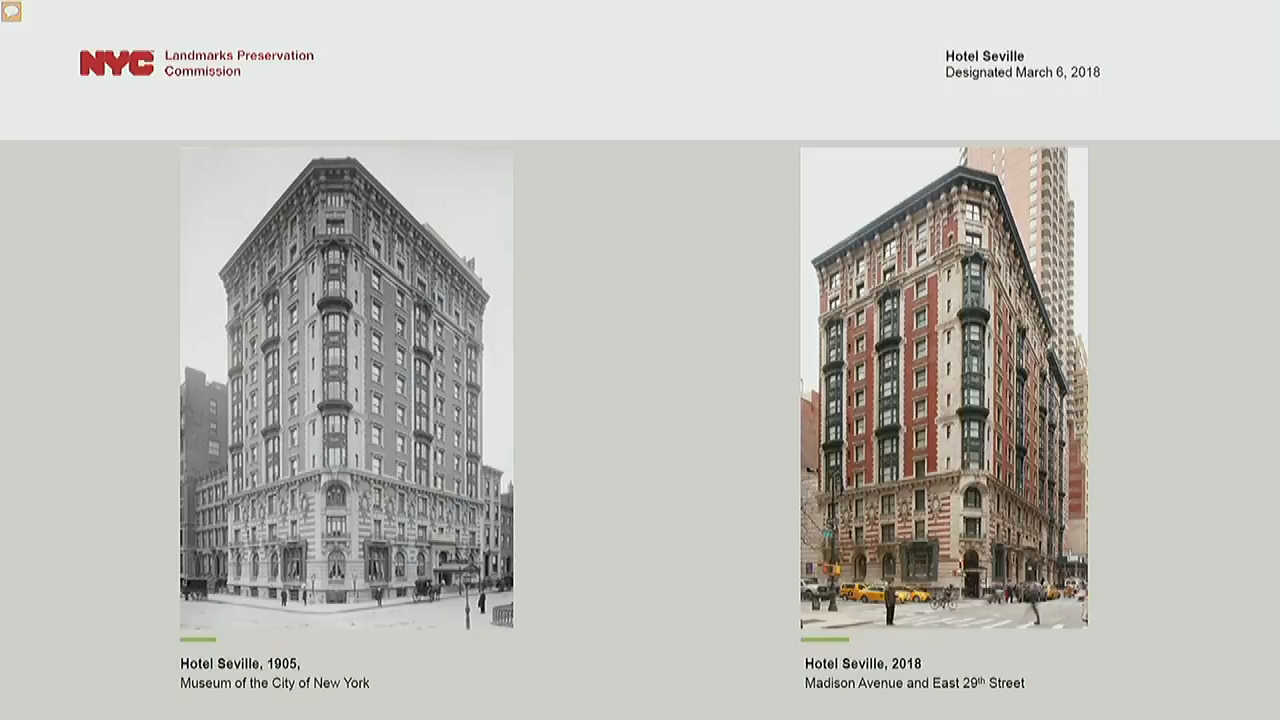 NYC
Landmarks Preservation
Commission
Hotel Seville
Designated March 6, 2018
Hotel Seville, 1905,
Museum of the City of New York
Hotel Seville, 2018
Madison Avenue and East 29th Street